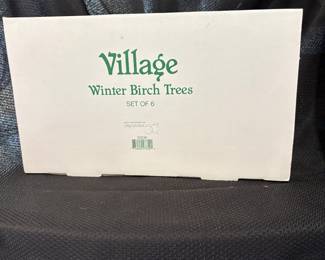 Village
Winter Birch Trees
SET OF 6